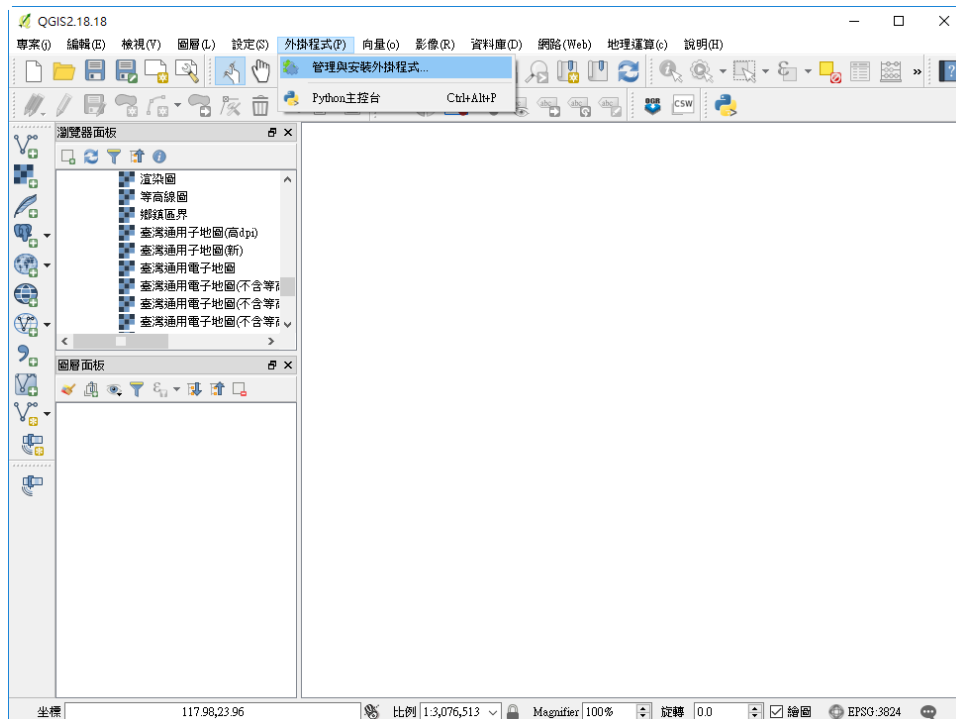 QGIS2.18.18
專案(j) 編輯(E) 檢視(V) 圖層(L) 設定(S) 外掛程式(P) 向量(o) 影像(R) 資料庫(D) 網路(Web) 地理運算(c) 說明(H)
管理與安裝外掛程式...
Python主控台 Ctrl+Alt+P
瀏覽器面板
渲染圖
等高線圖
鄉鎮區界
臺灣通用子地圖(高dpi)
臺灣通用子地圖(新)
臺灣通用電子地圖
臺灣通用電子地圖(不含等高
臺灣通用電子地圖(不含等高
臺灣通用電子地圖(不含等高
圖層面板
坐標 117.98,23.96 比例 1:3,076,513 Magnifier 100% 旋轉 0.0 繪圖 EPSG:3824